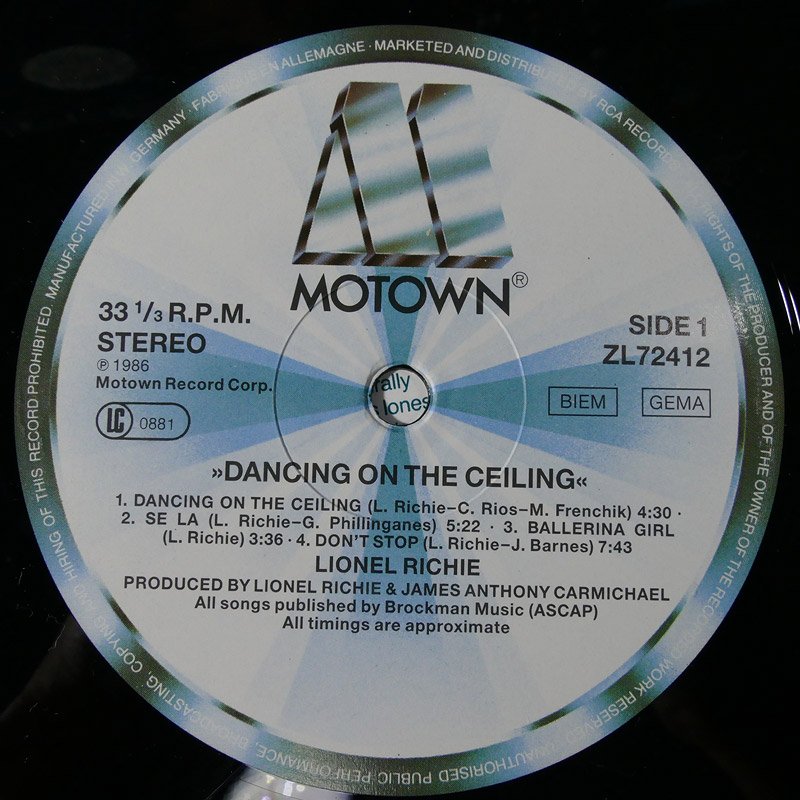 MANUFACTURED IN W. GERMANY · FABRIQUÉ EN ALLEMAGNE · MARKETED AND DISTRIBUTED BY RCA RECORDS · ALL RIGHTS OF THE PRODUCER AND OF THE OWNER OF THE RECORDED WORK RESERVED. UNAUTHORISED PUBLIC PERFORMANCE, BROADCASTING, COPYING AND HIRING OF THIS RECORD PROHIBITED.
MOTOWN®
33 1/3 R.P.M.
STEREO
℗ 1986
Motown Record Corp.
LC 0881
SIDE 1
ZL72412
BIEM GEMA
rally
Jones
»DANCING ON THE CEILING«
1. DANCING ON THE CEILING (L. Richie–C. Rios–M. Frenchik) 4:30 ·
2. SE LA (L. Richie–G. Phillinganes) 5:22 · 3. BALLERINA GIRL
(L. Richie) 3:36 · 4. DON'T STOP (L. Richie–J. Barnes) 7:43
LIONEL RICHIE
PRODUCED BY LIONEL RICHIE & JAMES ANTHONY CARMICHAEL
All songs published by Brockman Music (ASCAP)
All timings are approximate